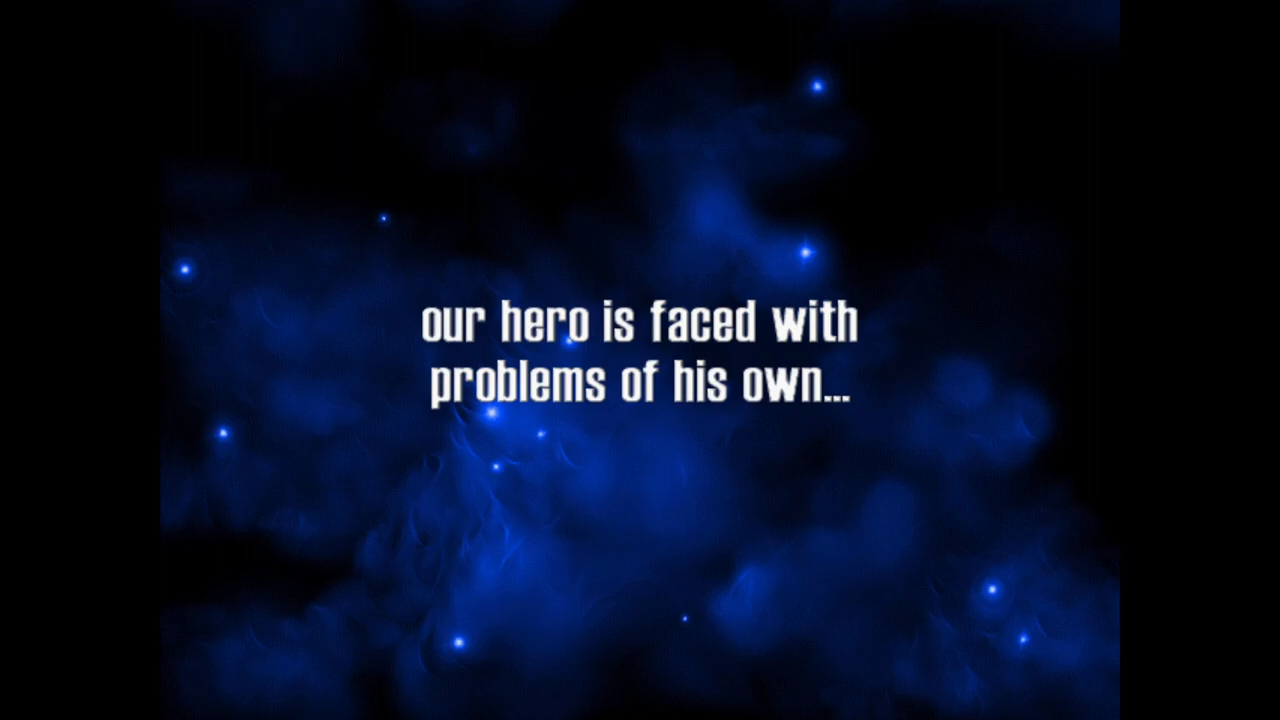 our hero is faced with
problems of his own...